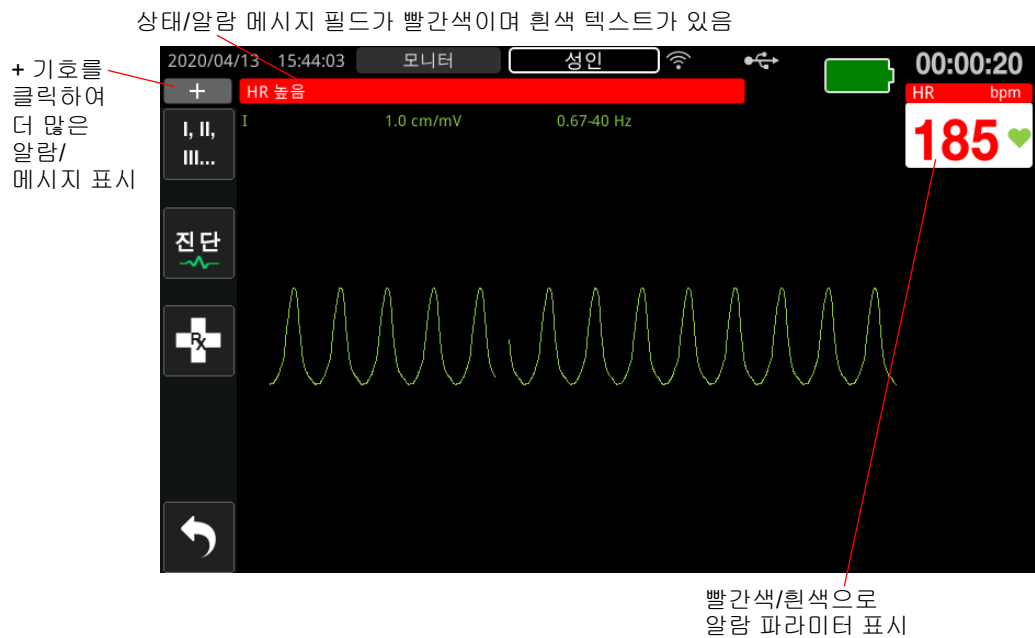 상태/알람 메시지 필드가 빨간색이며 흰색 텍스트가 있음
+ 기호를
클릭하여
더 많은
알람/
메시지 표시
2020/04/13 15:44:03 모니터 성인 00:00:20
+ HR 높음 HR bpm
I, II,
III...
I 1.0 cm/mV 0.67-40 Hz
185
진단
Rx
빨간색/흰색으로
알람 파라미터 표시